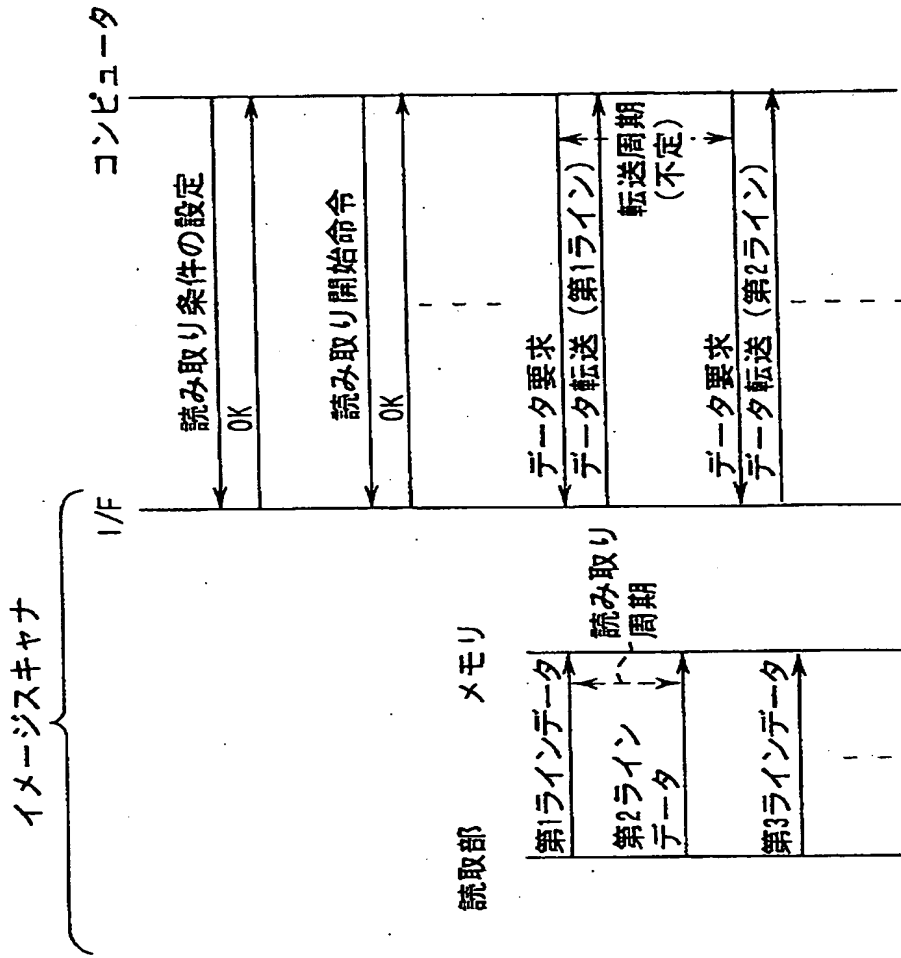 イメージスキャナ
読取部
メモリ
I/F
コンピュータ
読み取り条件の設定
OK
読み取り開始命令
OK
第1ラインデータ
読み取り
周期
第2ライン
データ
第3ラインデータ
データ要求
データ転送 (第1ライン)
転送周期
(不定)
データ要求
データ転送 (第2ライン)